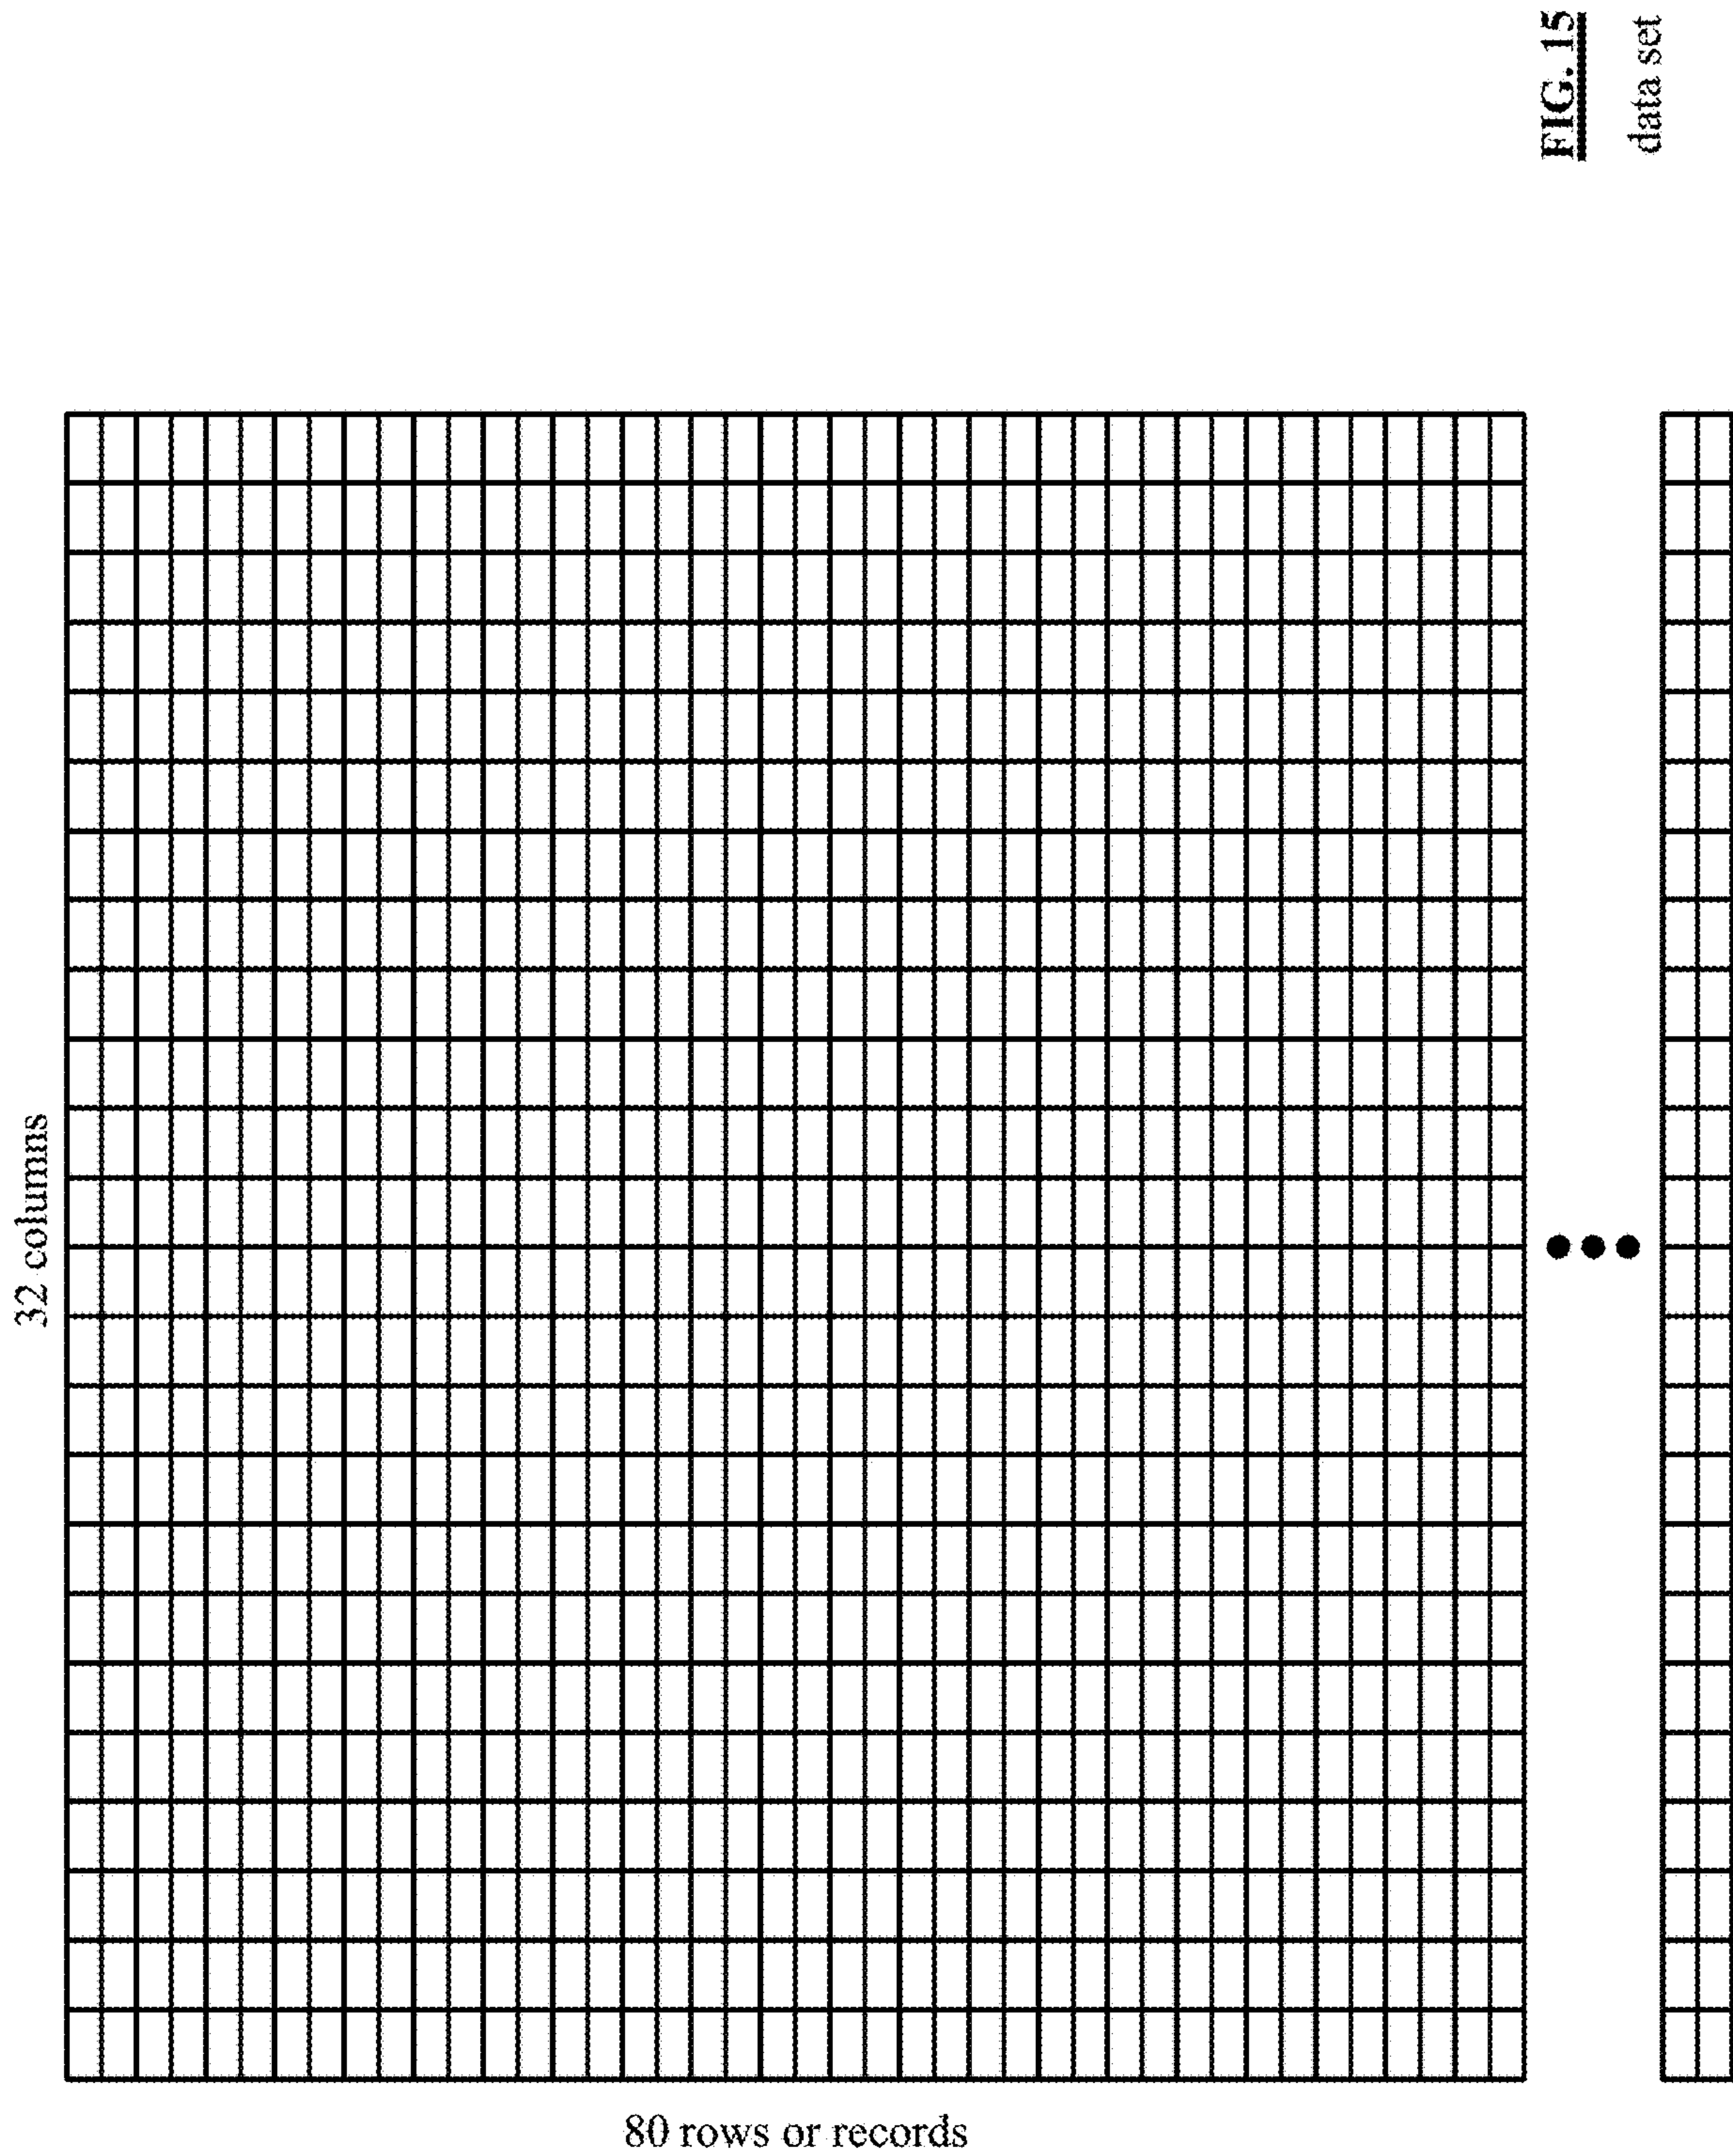 32 columns
80 rows or records
FIG. 15
data set